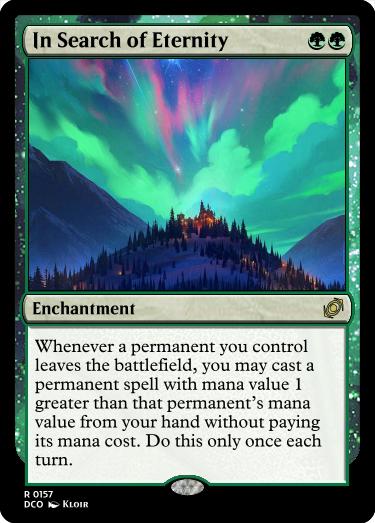 In Search of Eternity
Enchantment
Whenever a permanent you control
leaves the battlefield, you may cast a
permanent spell with mana value 1
greater than that permanent's mana
value from your hand without paying
its mana cost. Do this only once each
turn.
R 0157
DCO Kloir